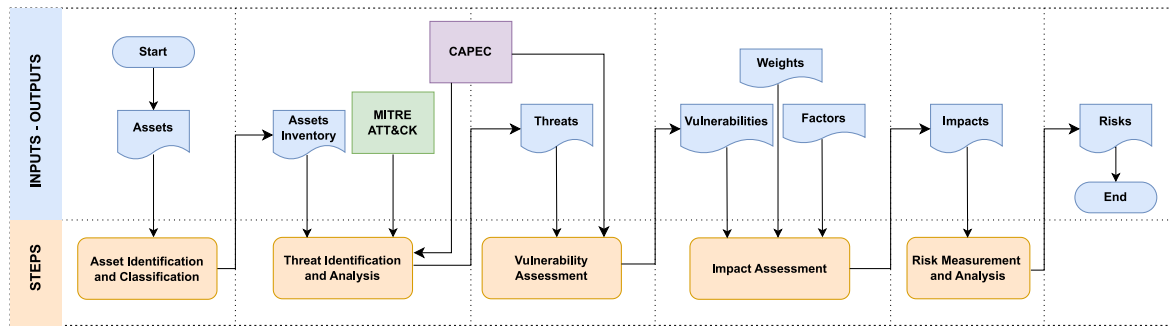 INPUTS - OUTPUTS
Start
Assets
Assets
Inventory
MITRE
ATT&CK
CAPEC
Threats
Vulnerabilities
Weights
Factors
Impacts
Risks
End
STEPS
Asset Identification
and Classification
Threat Identification
and Analysis
Vulnerability
Assessment
Impact Assessment
Risk Measurement
and Analysis